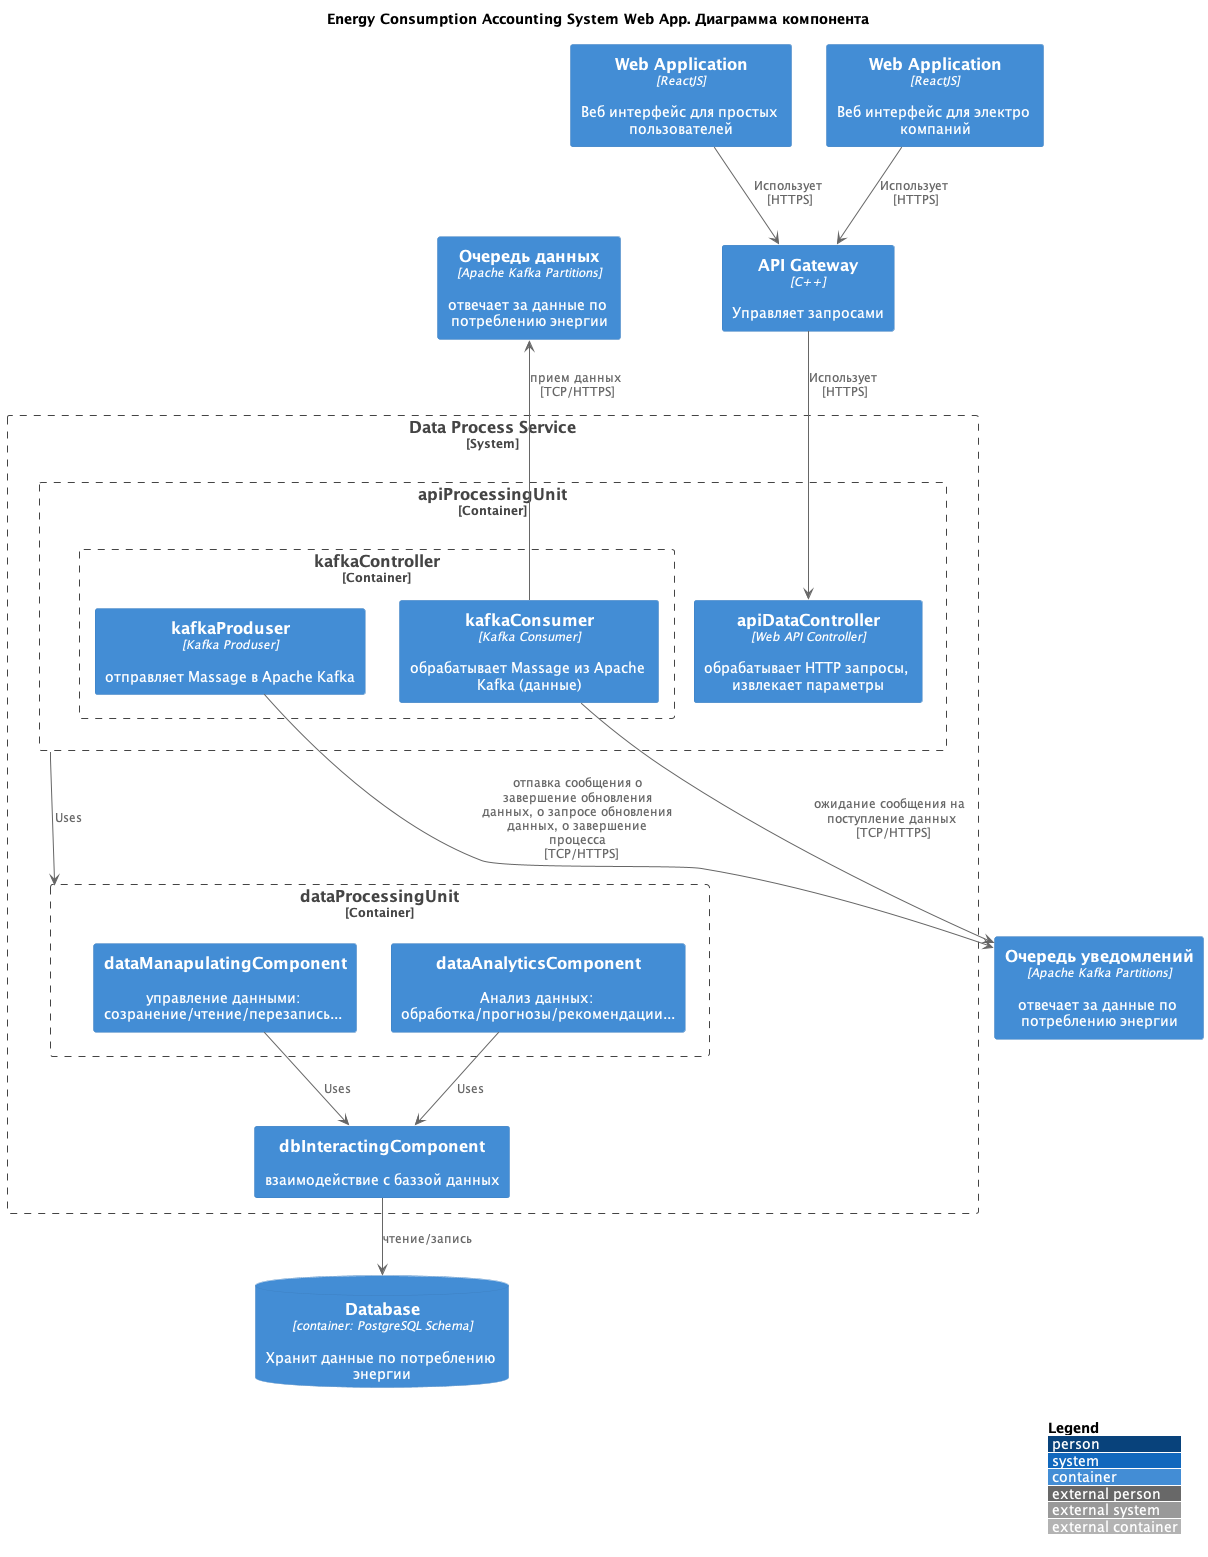 Energy Consumption Accounting System Web App. Диаграмма компонента
Web Application
[ReactJS]
Веб интерфейс для простых
пользователей
Web Application
[ReactJS]
Веб интерфейс для электро
компаний
Использует
[HTTPS]
Использует
[HTTPS]
Очередь данных
[Apache Kafka Partitions]
отвечает за данные по
потреблению энергии
API Gateway
[C++]
Управляет запросами
прием данных
[TCP/HTTPS]
Использует
[HTTPS]
Data Process Service
[System]
apiProcessingUnit
[Container]
kafkaController
[Container]
kafkaProduser
[Kafka Produser]
отправляет Massage в Apache Kafka
kafkaConsumer
[Kafka Consumer]
обрабатывает Massage из Apache
Kafka (данные)
apiDataController
[Web API Controller]
обрабатывает HTTP запросы,
извлекает параметры
Uses
отпавка сообщения о
завершение обновления
данных, о запросе обновления
данных, о завершение
процесса
[TCP/HTTPS]
ожидание сообщения на
поступление данных
[TCP/HTTPS]
dataProcessingUnit
[Container]
dataManapulatingComponent
управление данными:
созранение/чтение/перезапись...
dataAnalyticsComponent
Анализ данных:
обработка/прогнозы/рекомендации...
Очередь уведомлений
[Apache Kafka Partitions]
отвечает за данные по
потреблению энергии
Uses
Uses
dbInteractingComponent
взаимодействие с баззой данных
чтение/запись
Database
[container: PostgreSQL Schema]
Хранит данные по потреблению
энергии
Legend
person
system
container
external person
external system
external container